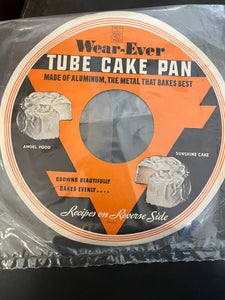 Wear-Ever
TUBE CAKE PAN
MADE OF ALUMINUM, THE METAL THAT BAKES BEST
ANGEL FOOD
SUNSHINE CAKE
BROWNS BEAUTIFULLY
BAKES EVENLY....
Recipes on Reverse Side